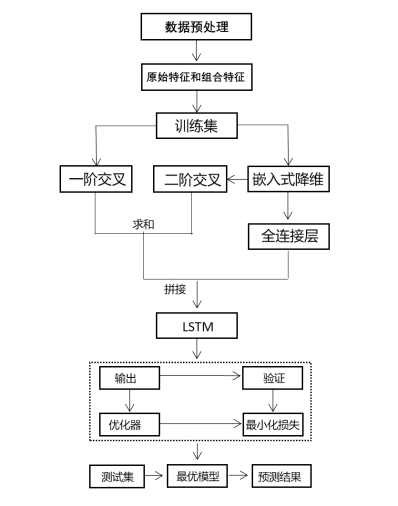 数据预处理
原始特征和组合特征
训练集
一阶交叉
二阶交叉
嵌入式降维
求和
全连接层
拼接
LSTM
输出
验证
优化器
最小化损失
测试集
最优模型
预测结果